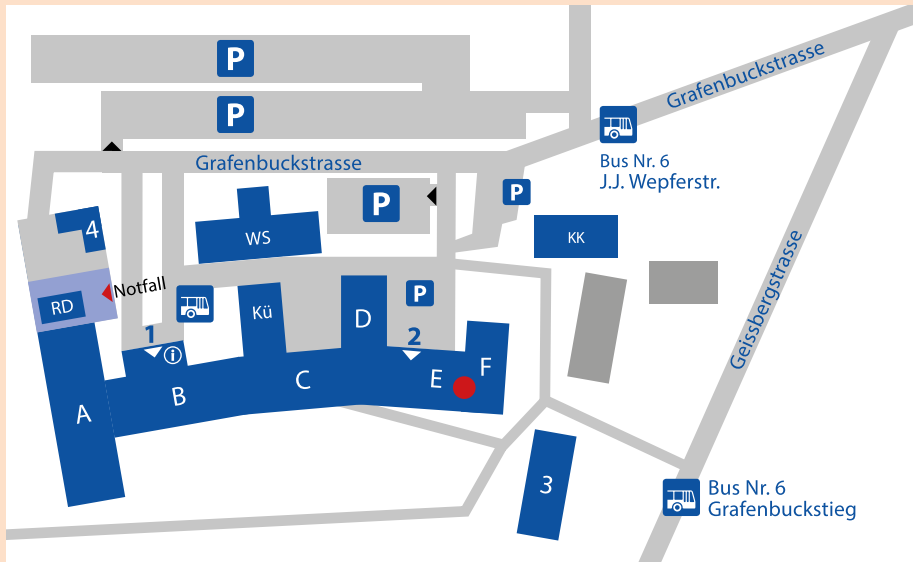 P
P
Grafenbuckstrasse
Bus Nr. 6
J.J. Wepferstr.
Grafenbuckstrasse
P
P
4
WS
KK
Geissbergstrasse
Notfall
RD
P
Kü
D
1
i
2
F
E
C
B
A
3
Bus Nr. 6
Grafenbuckstieg